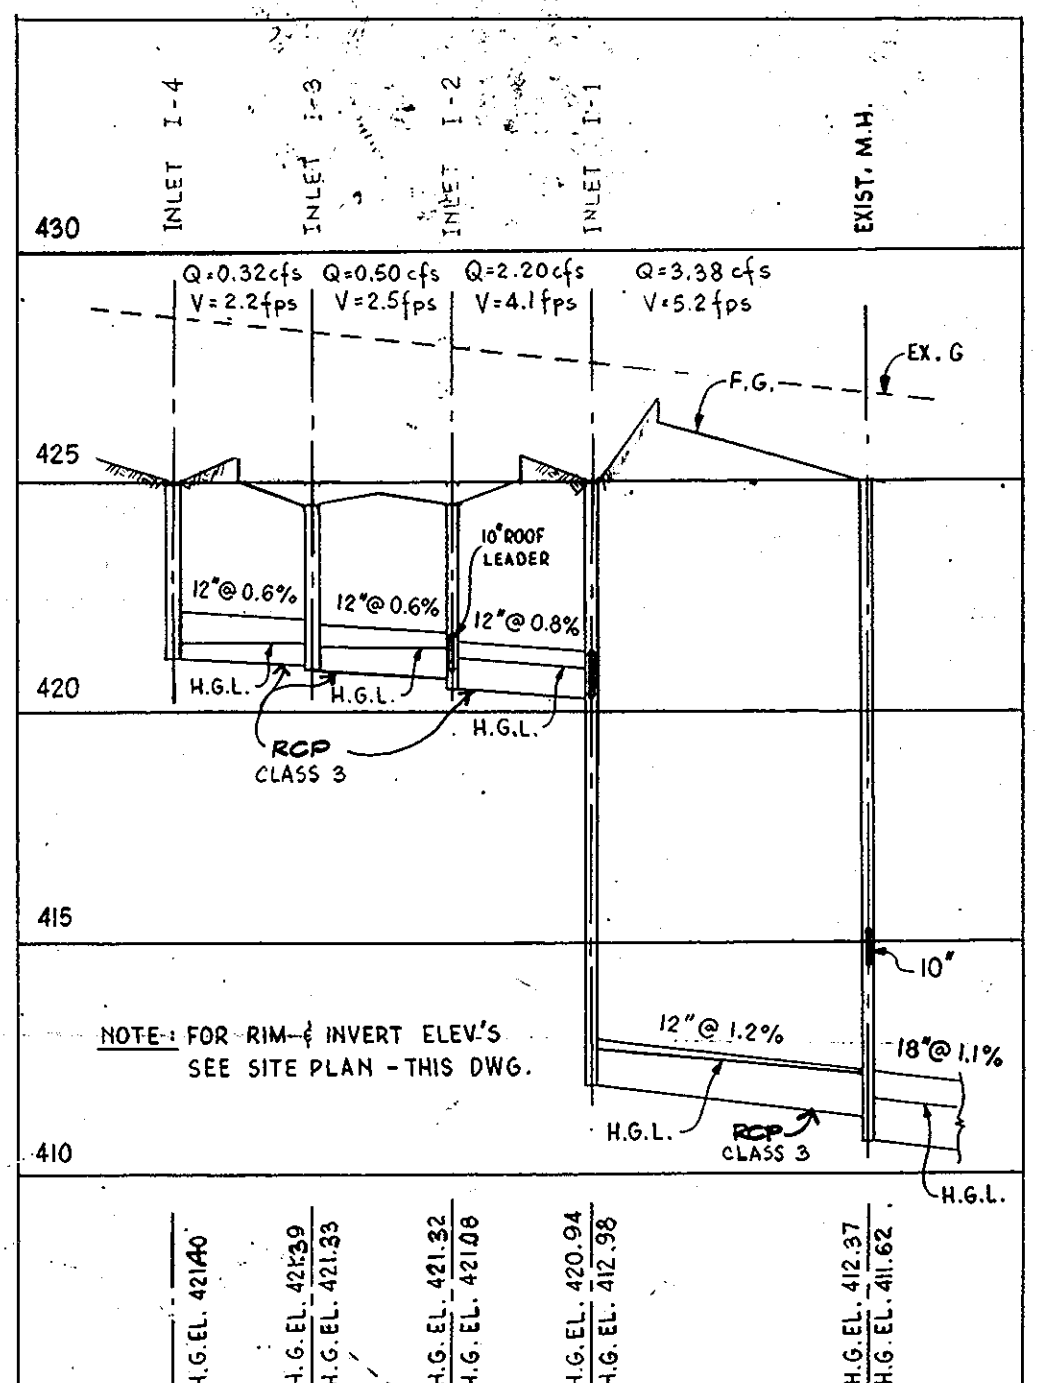 INLET I-4
INLET I-3
INLET I-2
INLET I-1
EXIST. M.H.
430
Q=0.32cfs
V=2.2fps
Q=0.50cfs
V=2.5fps
Q=2.20cfs
V=4.1fps
Q=3.38cfs
V=5.2fps
EX. G
F.G.
425
10" ROOF
LEADER
12"@0.6%
12"@0.6%
12"@0.8%
420
H.G.L.
H.G.L.
H.G.L.
RCP
CLASS 3
415
10"
NOTE: FOR RIM & INVERT ELEV.'S
SEE SITE PLAN - THIS DWG.
12"@1.2%
18"@1.1%
H.G.L.
RCP
CLASS 3
410
H.G.L.
H.G. EL. 421.40
H.G. EL. 421.39
H.G. EL. 421.33
H.G. EL. 421.32
H.G. EL. 421.08
H.G. EL. 420.94
H.G. EL. 412.98
H.G. EL. 412.37
H.G. EL. 411.62